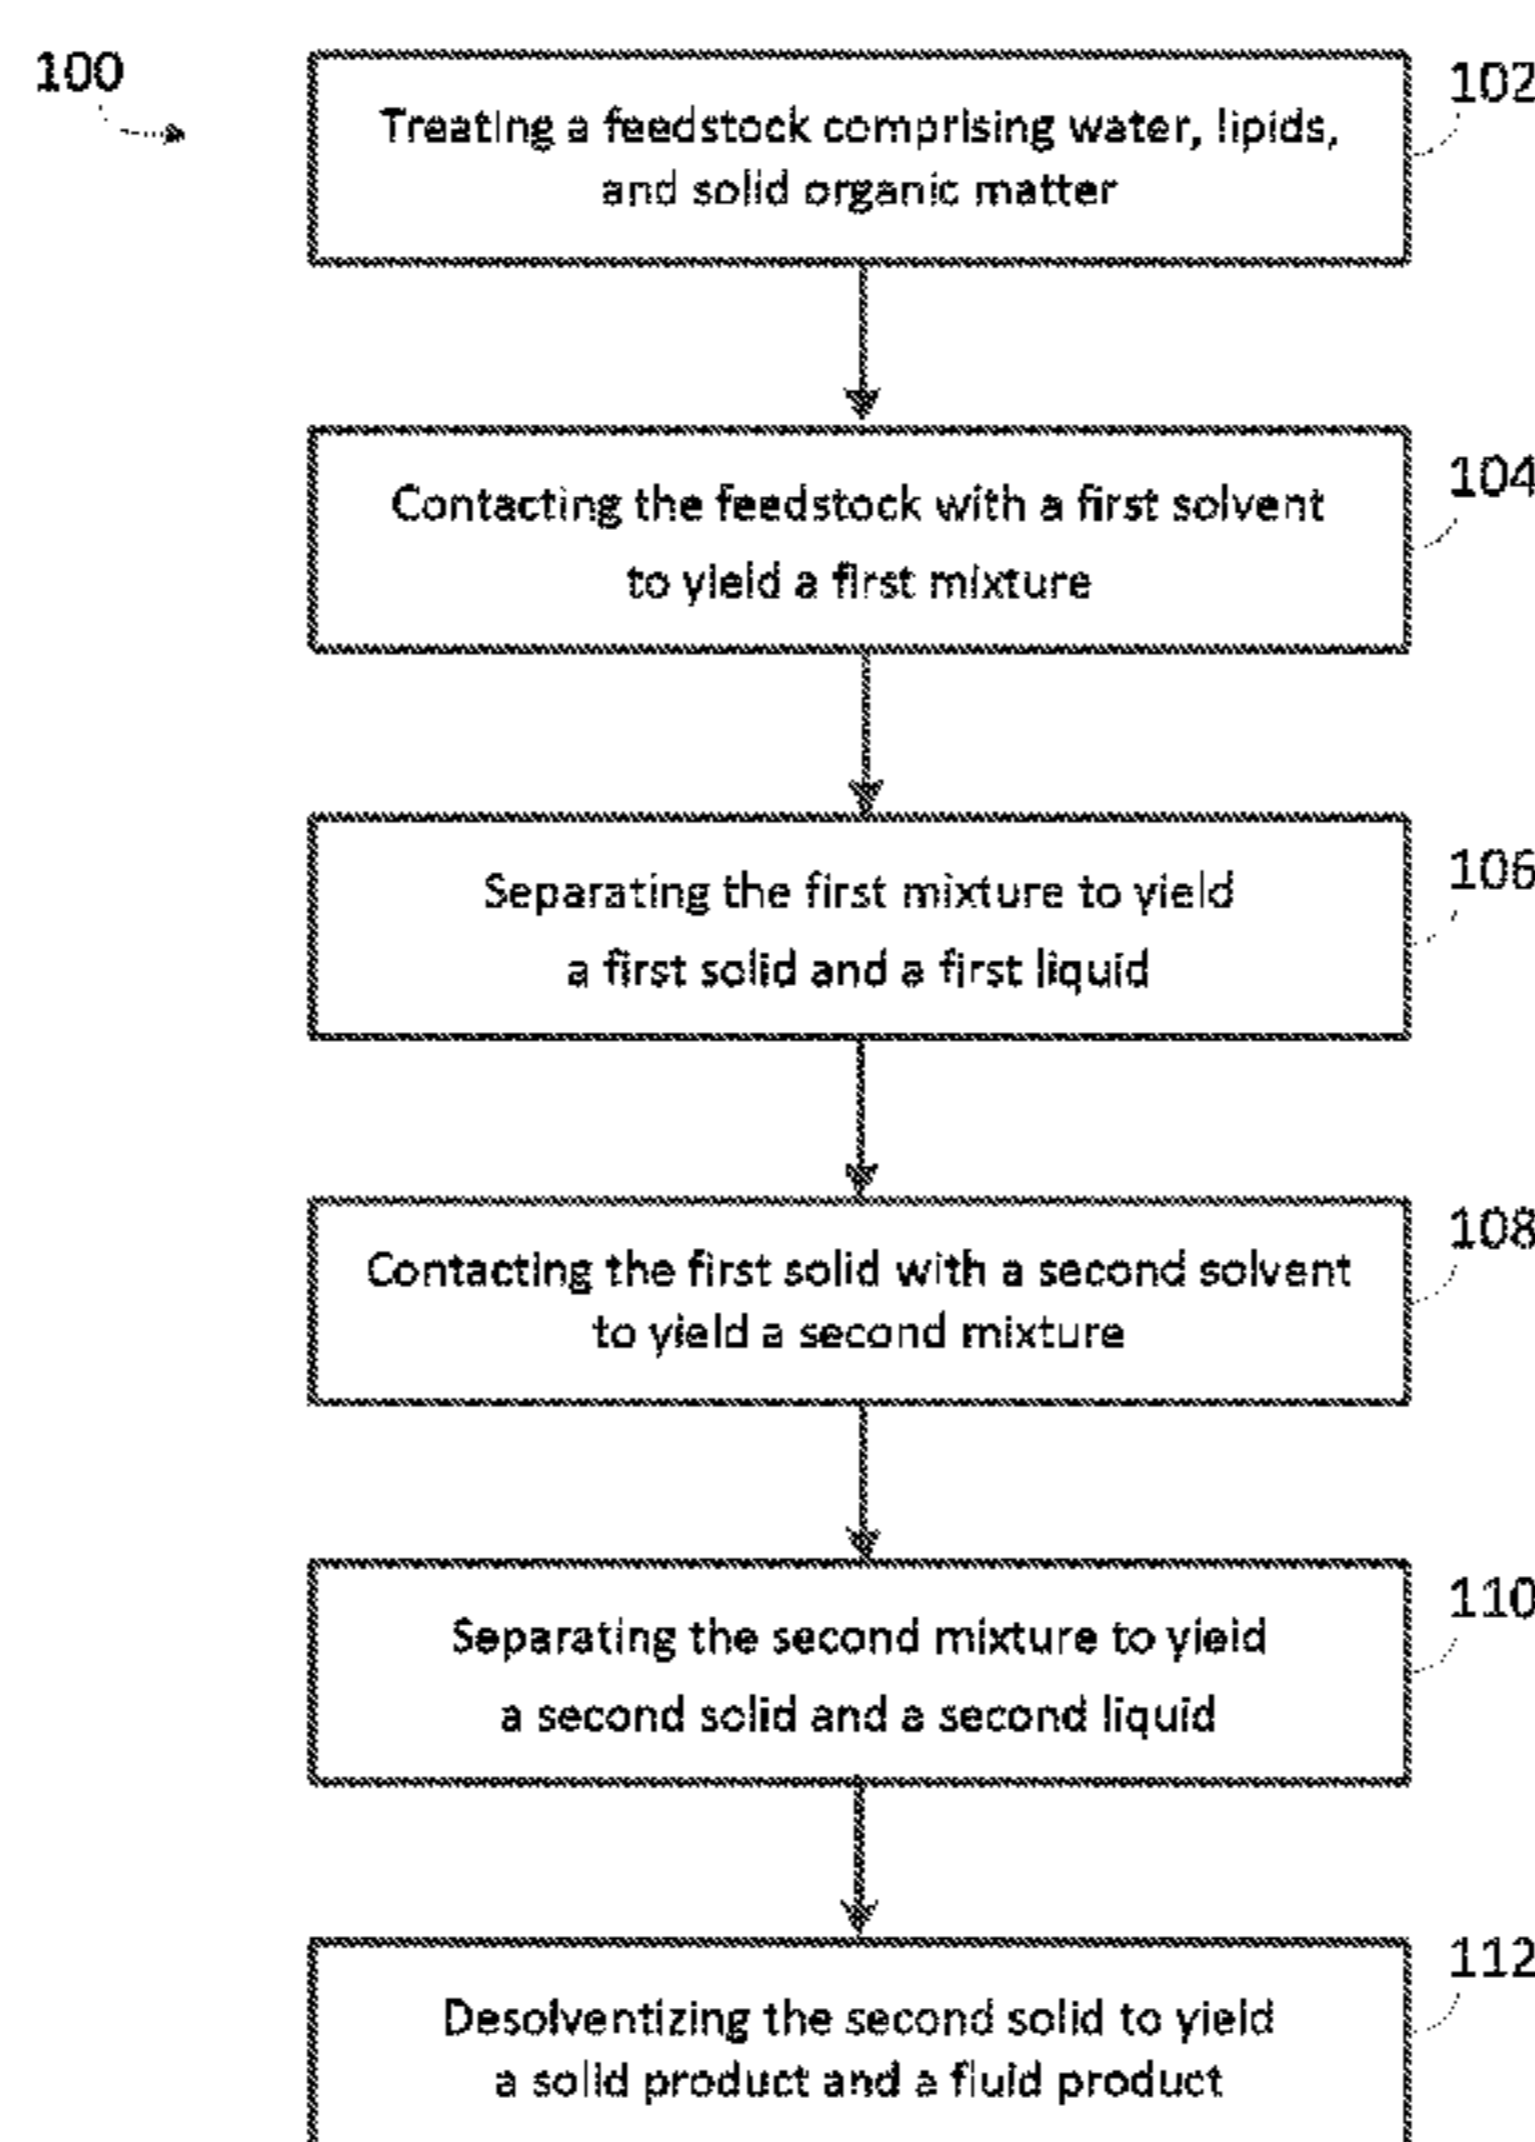 100
102
Treating a feedstock comprising water, lipids,
and solid organic matter
104
Contacting the feedstock with a first solvent
to yield a first mixture
106
Separating the first mixture to yield
a first solid and a first liquid
108
Contacting the first solid with a second solvent
to yield a second mixture
110
Separating the second mixture to yield
a second solid and a second liquid
112
Desolventizing the second solid to yield
a solid product and a fluid product